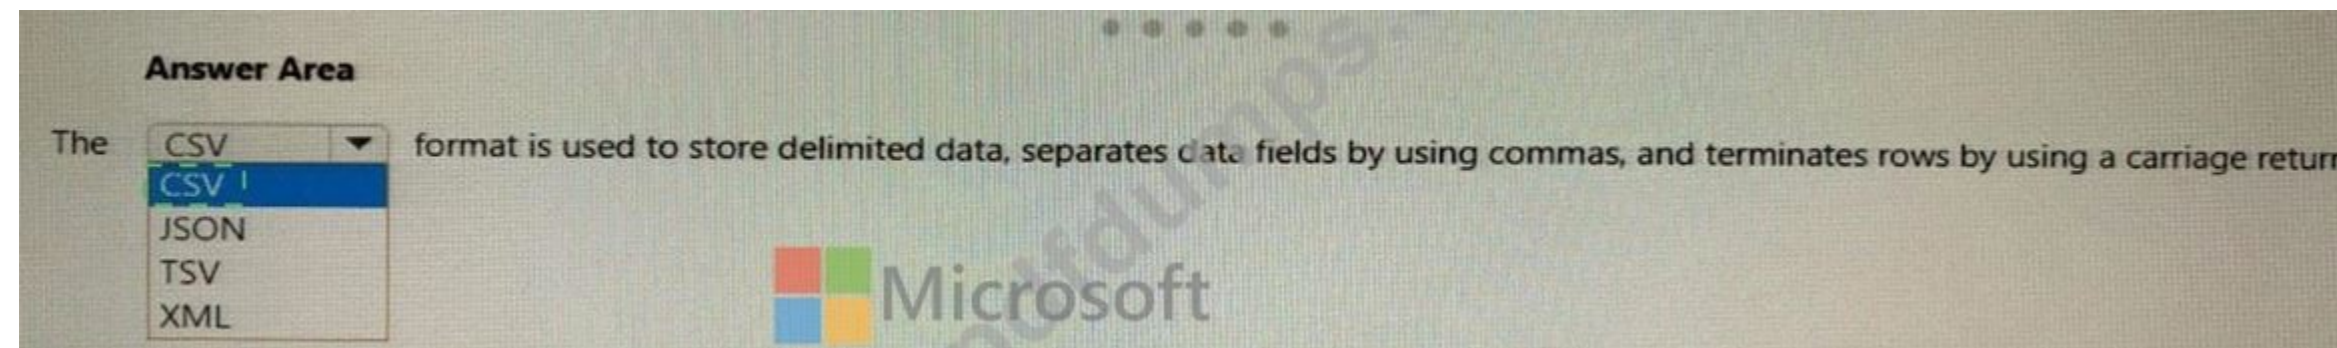 Answer Area
The CSV format is used to store delimited data, separates data fields by using commas, and terminates rows by using a carriage return
CSV
JSON
TSV
XML
Microsoft